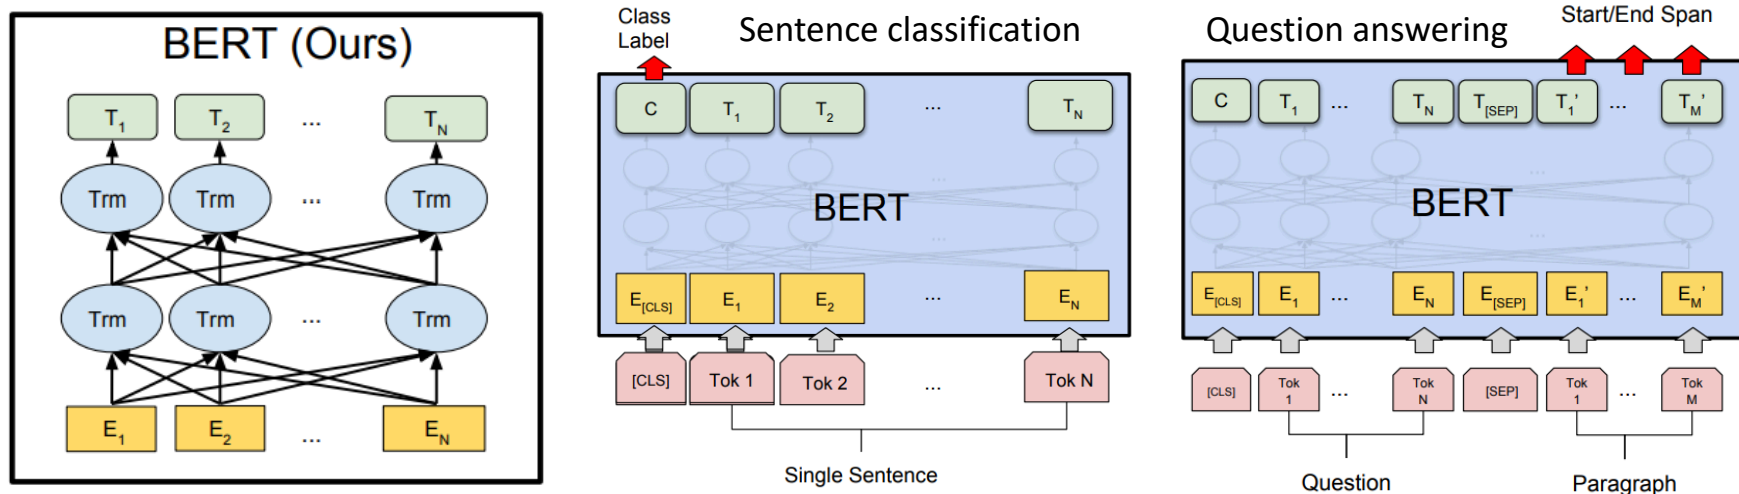 BERT (Ours)
T1 T2 ... TN
Trm Trm ... Trm
Trm Trm ... Trm
E1 E2 ... EN
Class
Label
Sentence classification
C T1 T2 ... TN
...
BERT
...
E[CLS] E1 E2 ... EN
[CLS] Tok 1 Tok 2 ... Tok N
Single Sentence
Question answering
Start/End Span
C T1 ... TN T[SEP] T1' ... TM'
...
BERT
...
E[CLS] E1 ... EN E[SEP] E1' ... EM'
[CLS] Tok 1 ... Tok N [SEP] Tok 1 ... Tok M
Question Paragraph